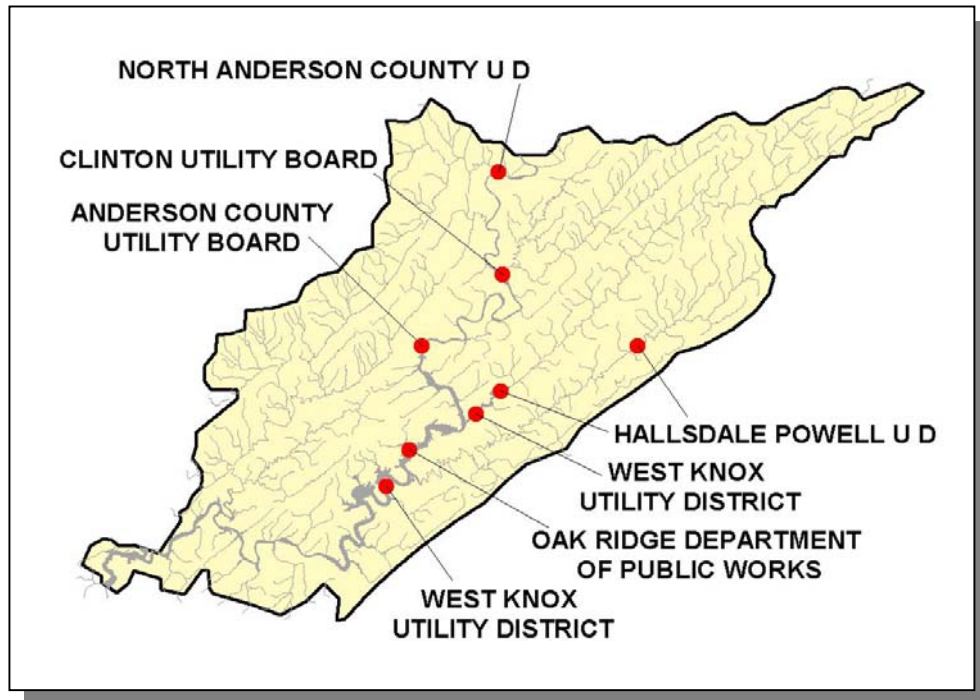 NORTH ANDERSON COUNTY U D
CLINTON UTILITY BOARD
ANDERSON COUNTY
UTILITY BOARD
HALLSDALE POWELL U D
WEST KNOX
UTILITY DISTRICT
OAK RIDGE DEPARTMENT
OF PUBLIC WORKS
WEST KNOX
UTILITY DISTRICT